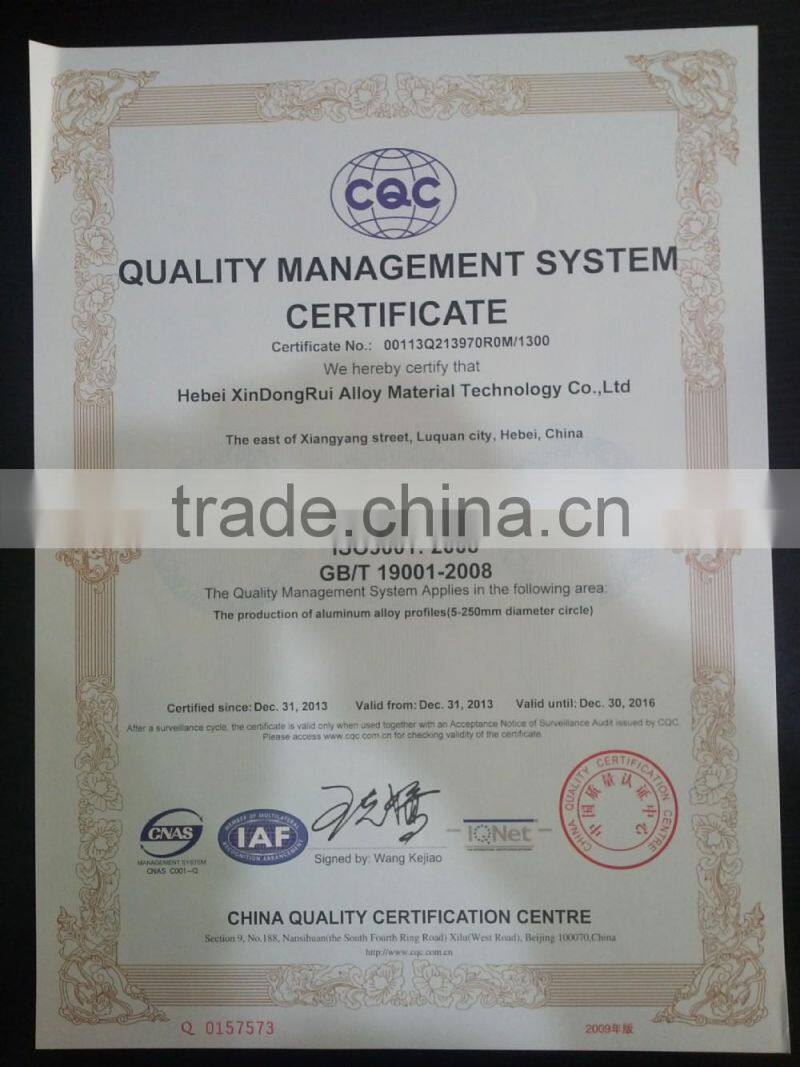 CQC
QUALITY MANAGEMENT SYSTEM
CERTIFICATE
Certificate No.: 00113Q213970R0M/1300
We hereby certify that
Hebei XinDongRui Alloy Material Technology Co.,Ltd
The east of Xiangyang street, Luquan city, Hebei, China
trade.china.cn
ISO9001: 2008
GB/T 19001-2008
The Quality Management System Applies in the following area:
The production of aluminum alloy profiles(5-250mm diameter circle)
Certified since: Dec. 31, 2013 Valid from: Dec. 31, 2013 Valid until: Dec. 30, 2016
After a surveillance cycle, the certificate is valid only when used together with an Acceptance Notice of Surveillance Audit issued by CQC.
Please access www.cqc.com.cn for checking validity of the certificate.
CNAS
MANAGEMENT SYSTEM
CNAS C001-Q
MEMBER OF MULTILATERAL
IAF
RECOGNITION ARRANGEMENT
Signed by: Wang Kejiao
IQNet
CHINA QUALITY CERTIFICATION CENTRE
中国质量认证中心
CHINA QUALITY CERTIFICATION CENTRE
Section 9, No.188, Nansihuan(the South Fourth Ring Road) Xilu(West Road), Beijing 100070,China
http://www.cqc.com.cn
Q 0157573
2009年版